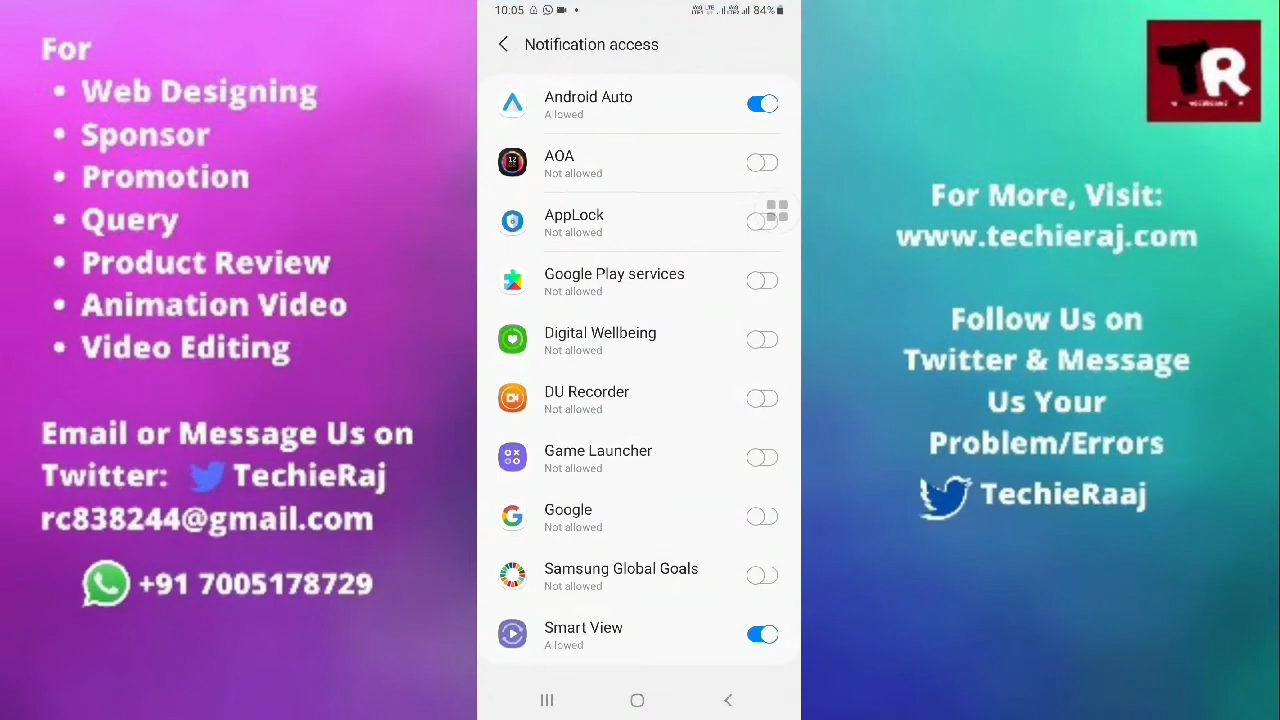 For
• Web Designing
• Sponsor
• Promotion
• Query
• Product Review
• Animation Video
• Video Editing
Email or Message Us on
Twitter: TechieRaj
rc838244@gmail.com
+91 7005178729
10:05
84%
Notification access
Android Auto
Allowed
AOA
Not allowed
AppLock
Not allowed
Google Play services
Not allowed
Digital Wellbeing
Not allowed
DU Recorder
Not allowed
Game Launcher
Not allowed
Google
Not allowed
Samsung Global Goals
Not allowed
Smart View
Allowed
TR
For More, Visit:
www.techieraj.com
Follow Us on
Twitter & Message
Us Your
Problem/Errors
TechieRaaj